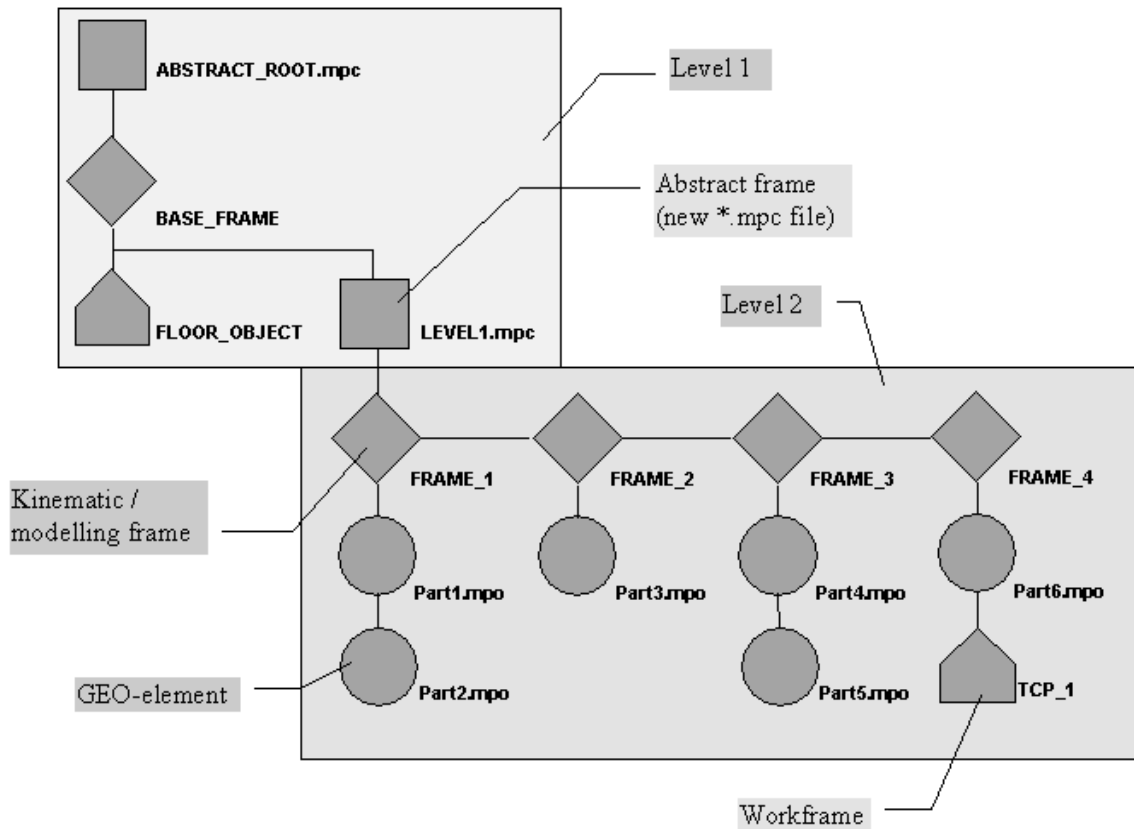 ABSTRACT_ROOT.mpc
Level 1
Abstract frame
(new *.mpc file)
BASE_FRAME
FLOOR_OBJECT
LEVEL1.mpc
Level 2
FRAME_1
FRAME_2
FRAME_3
FRAME_4
Kinematic /
modelling frame
Part1.mpo
Part3.mpo
Part4.mpo
Part6.mpo
GEO-element
Part2.mpo
Part5.mpo
TCP_1
Workframe